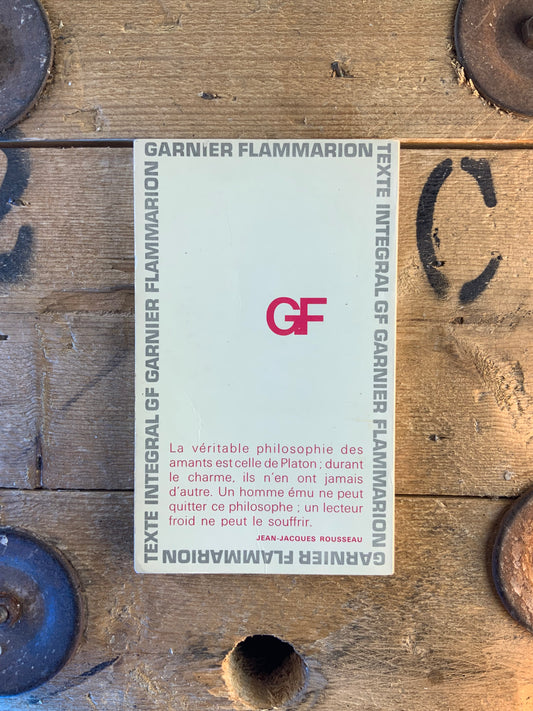 GARNIER FLAMMARION
TEXTE INTEGRAL GF GARNIER FLAMMARION
GARNIER FLAMMARION
TEXTE INTEGRAL GF GARNIER FLAMMARION
GF
La véritable philosophie des
amants est celle de Platon ; durant
le charme, ils n'en ont jamais
d'autre. Un homme ému ne peut
quitter ce philosophe ; un lecteur
froid ne peut le souffrir.
JEAN-JACQUES ROUSSEAU
C